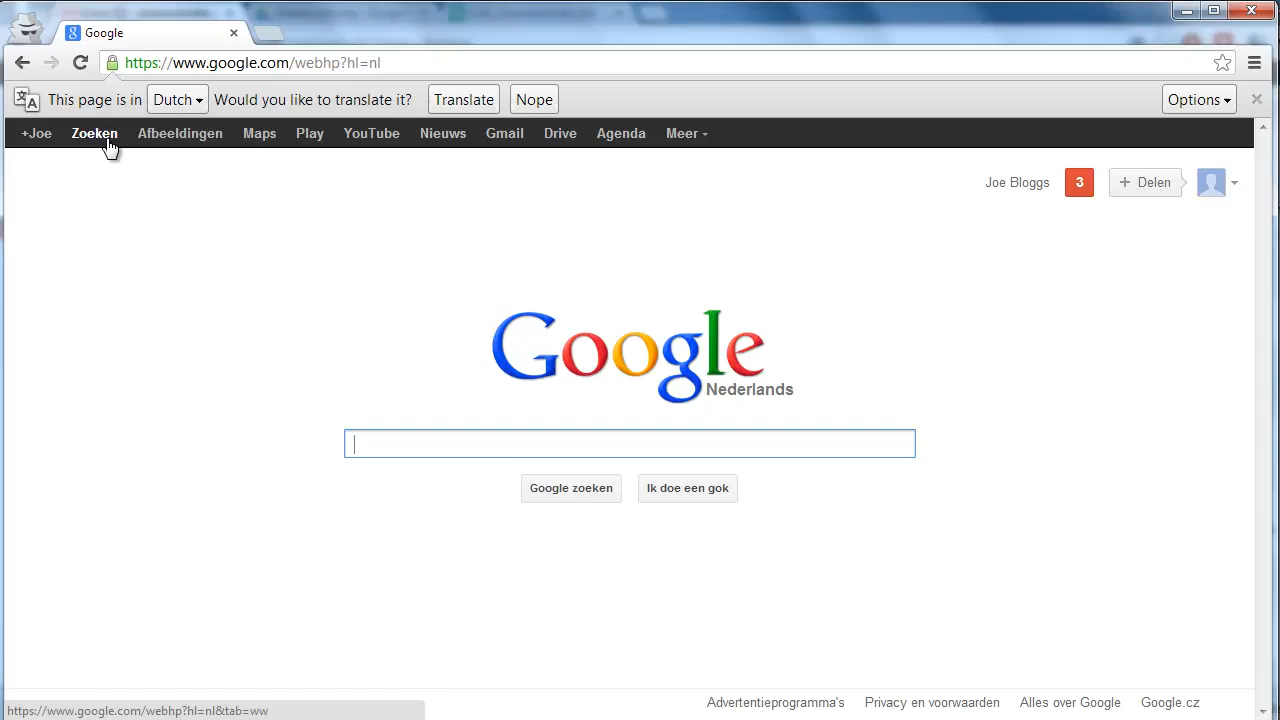 Google
https://www.google.com/webhp?hl=nl
This page is in Dutch Would you like to translate it? Translate Nope Options
+Joe Zoeken Afbeeldingen Maps Play YouTube Nieuws Gmail Drive Agenda Meer
Joe Bloggs 3 + Delen
Google
Nederlands
Google zoeken Ik doe een gok
Advertentieprogramma's Privacy en voorwaarden Alles over Google Google.cz
https://www.google.com/webhp?hl=nl&tab=ww